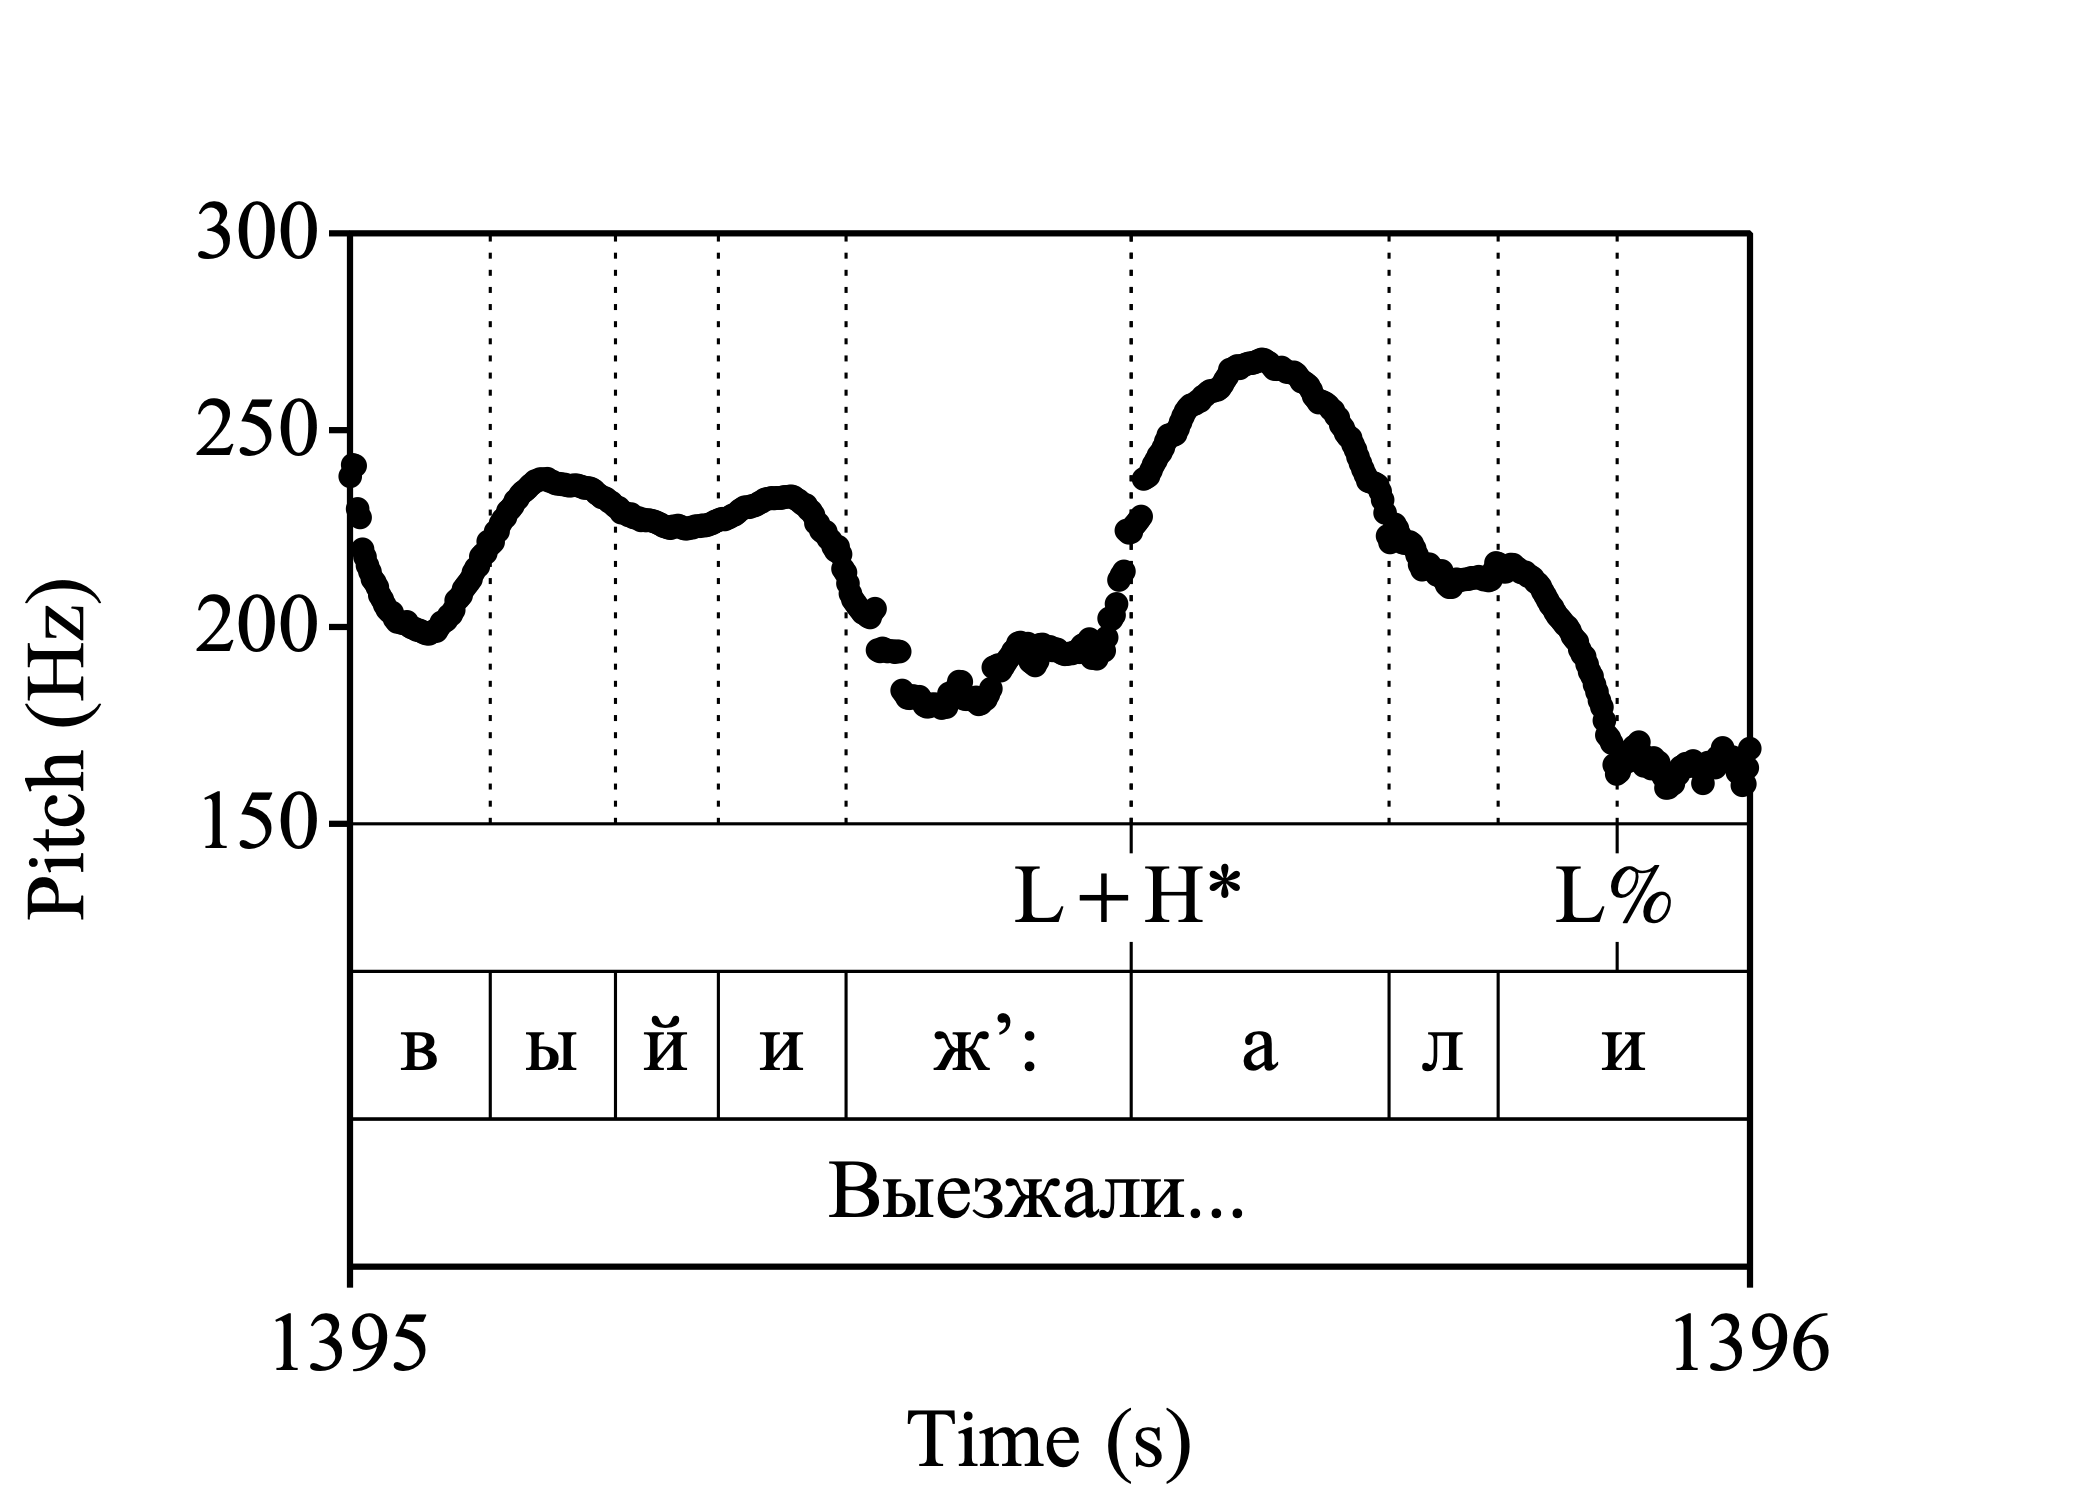 300
250
200
150
Pitch (Hz)
L+H* L%
в ы й и ж’: а л и
Выезжали...
1395 1396
Time (s)